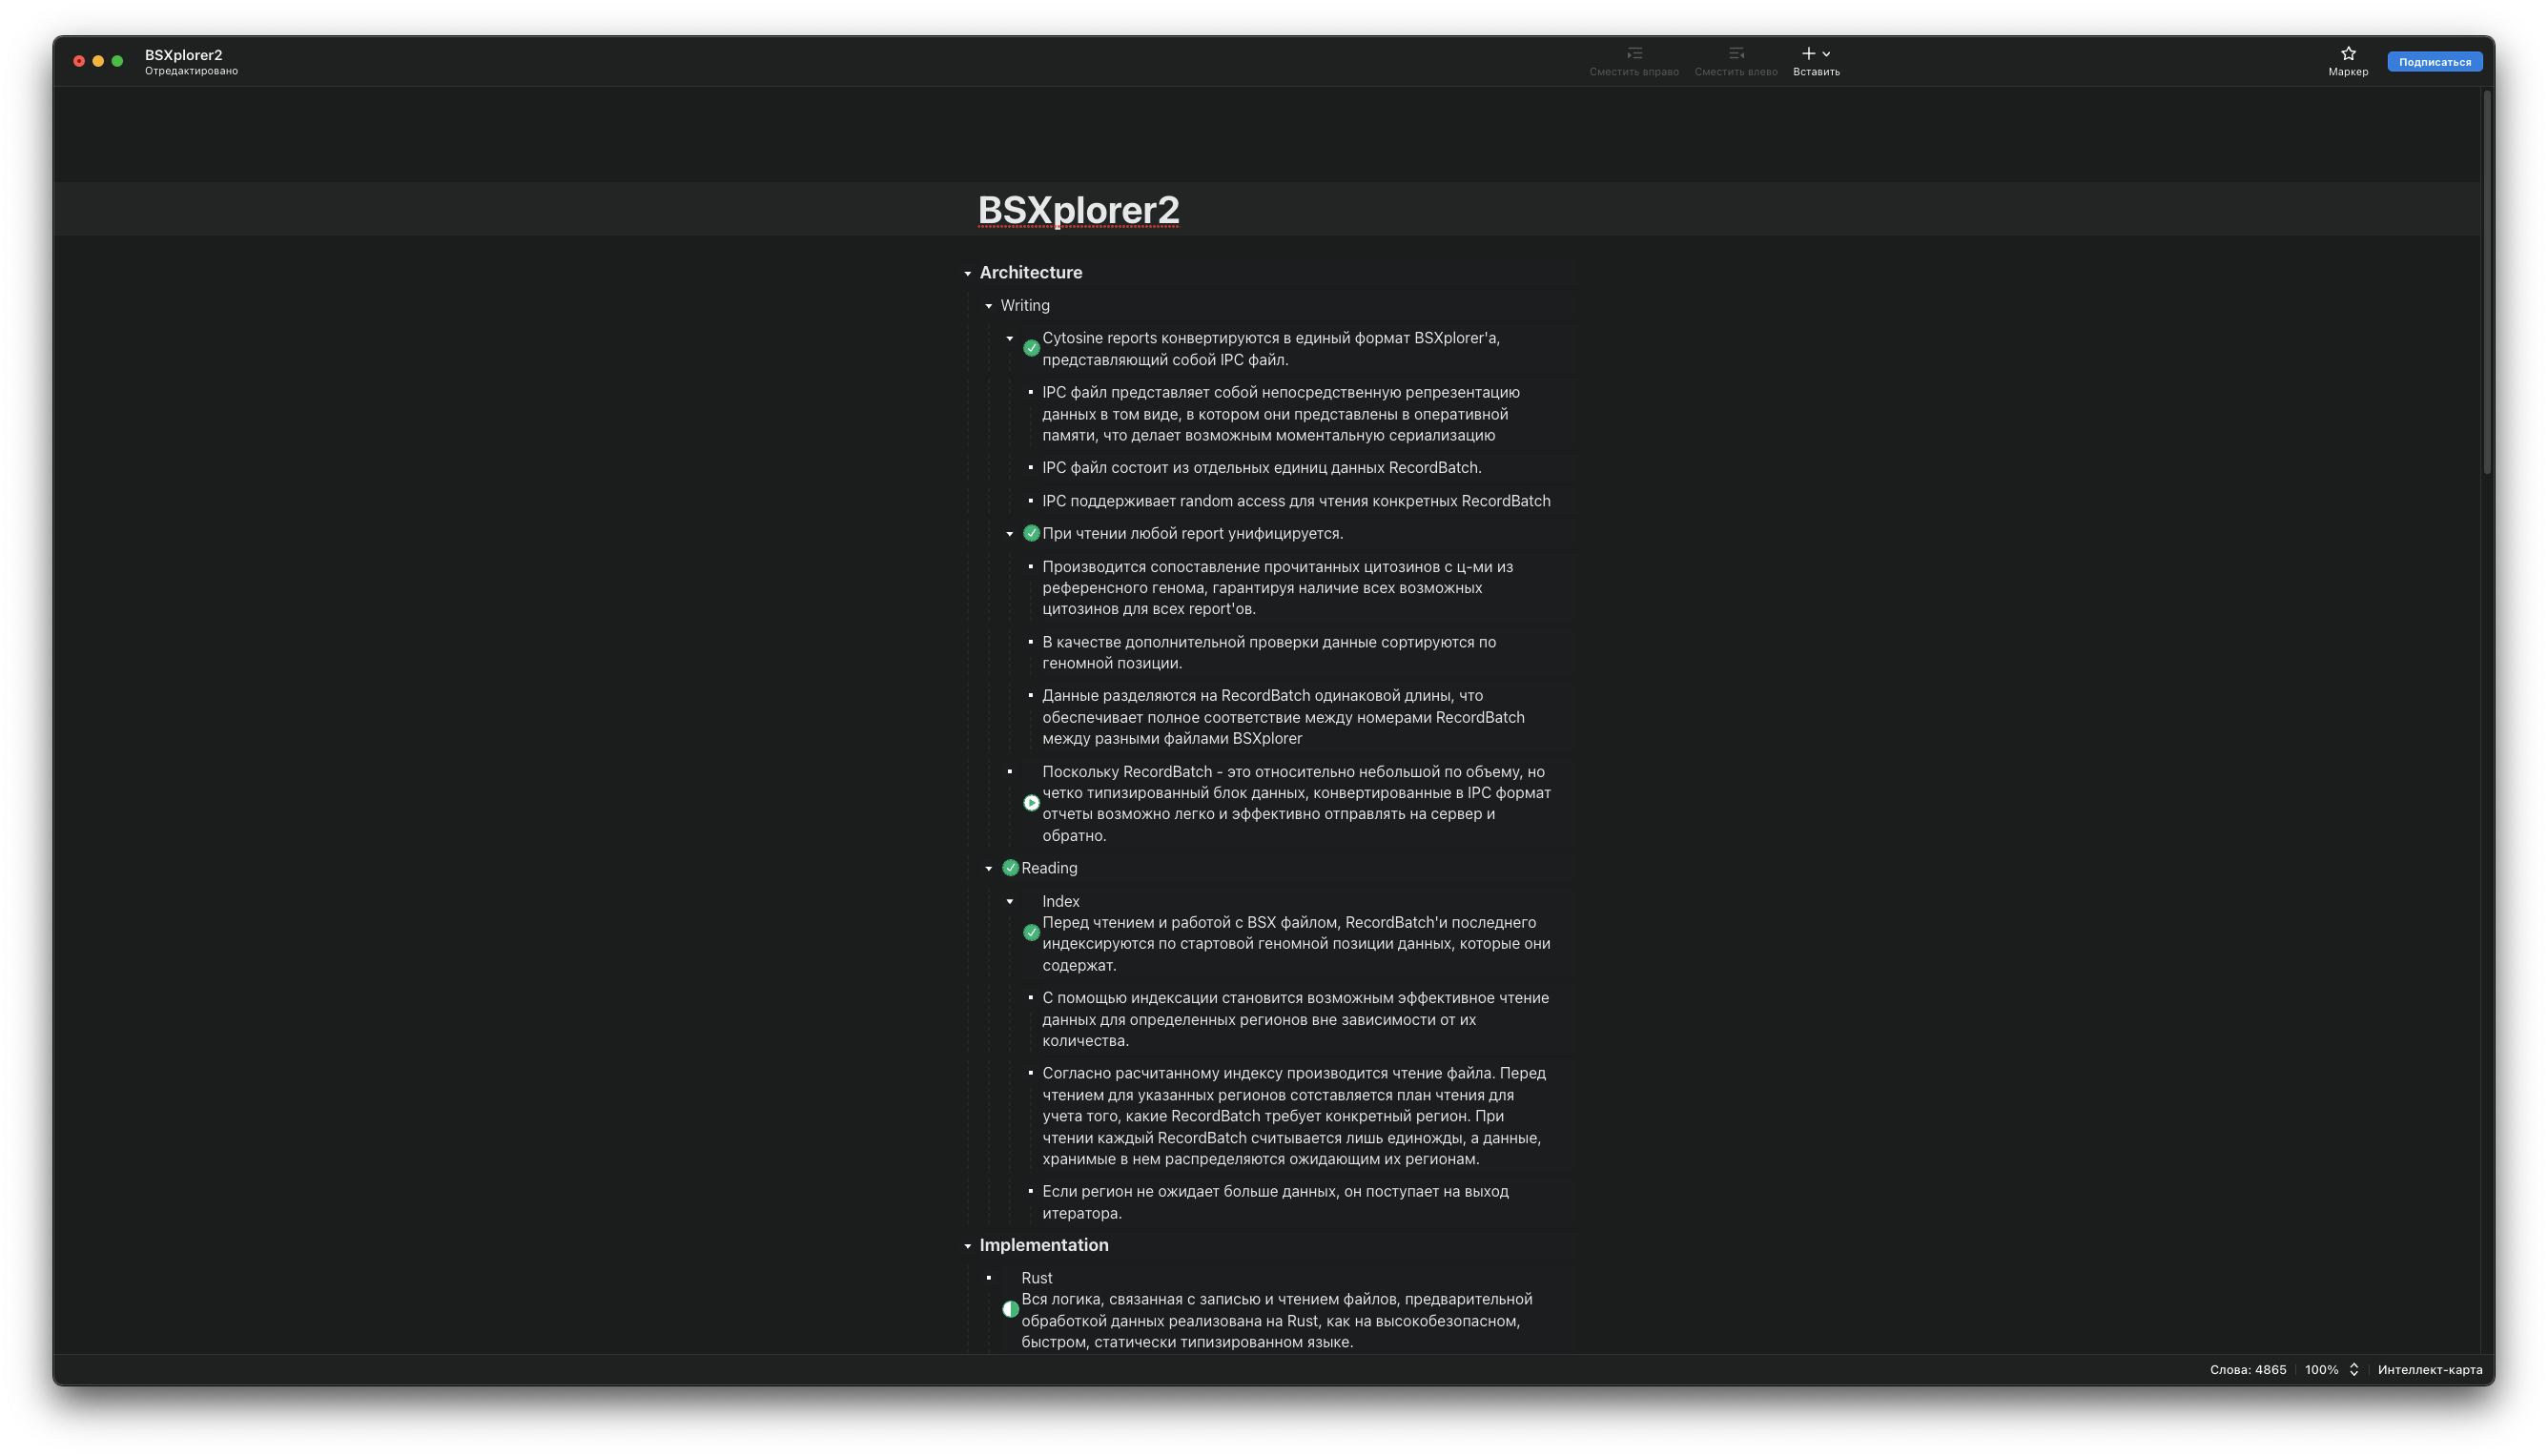 BSXplorer2
Отредактировано
Сместить вправо
Сместить влево
Вставить
Маркер
Подписаться
BSXplorer2
Architecture
Writing
Cytosine reports конвертируются в единый формат BSXplorer'а,
представляющий собой IPC файл.
IPC файл представляет собой непосредственную репрезентацию
данных в том виде, в котором они представлены в оперативной
памяти, что делает возможным моментальную сериализацию
IPC файл состоит из отдельных единиц данных RecordBatch.
IPC поддерживает random access для чтения конкретных RecordBatch
При чтении любой report унифицируется.
Производится сопоставление прочитанных цитозинов с ц-ми из
референсного генома, гарантируя наличие всех возможных
цитозинов для всех report'ов.
В качестве дополнительной проверки данные сортируются по
геномной позиции.
Данные разделяются на RecordBatch одинаковой длины, что
обеспечивает полное соответствие между номерами RecordBatch
между разными файлами BSXplorer
Поскольку RecordBatch - это относительно небольшой по объему, но
четко типизированный блок данных, конвертированные в IPC формат
отчеты возможно легко и эффективно отправлять на сервер и
обратно.
Reading
Index
Перед чтением и работой с BSX файлом, RecordBatch'и последнего
индексируются по стартовой геномной позиции данных, которые они
содержат.
С помощью индексации становится возможным эффективное чтение
данных для определенных регионов вне зависимости от их
количества.
Согласно расчитанному индексу производится чтение файла. Перед
чтением для указанных регионов сотставляется план чтения для
учета того, какие RecordBatch требует конкретный регион. При
чтении каждый RecordBatch считывается лишь единожды, а данные,
хранимые в нем распределяются ожидающим их регионам.
Если регион не ожидает больше данных, он поступает на выход
итератора.
Implementation
Rust
Вся логика, связанная с записью и чтением файлов, предварительной
обработкой данных реализована на Rust, как на высокобезопасном,
быстром, статически типизированном языке.
Слова: 4865
100%
Интеллект-карта